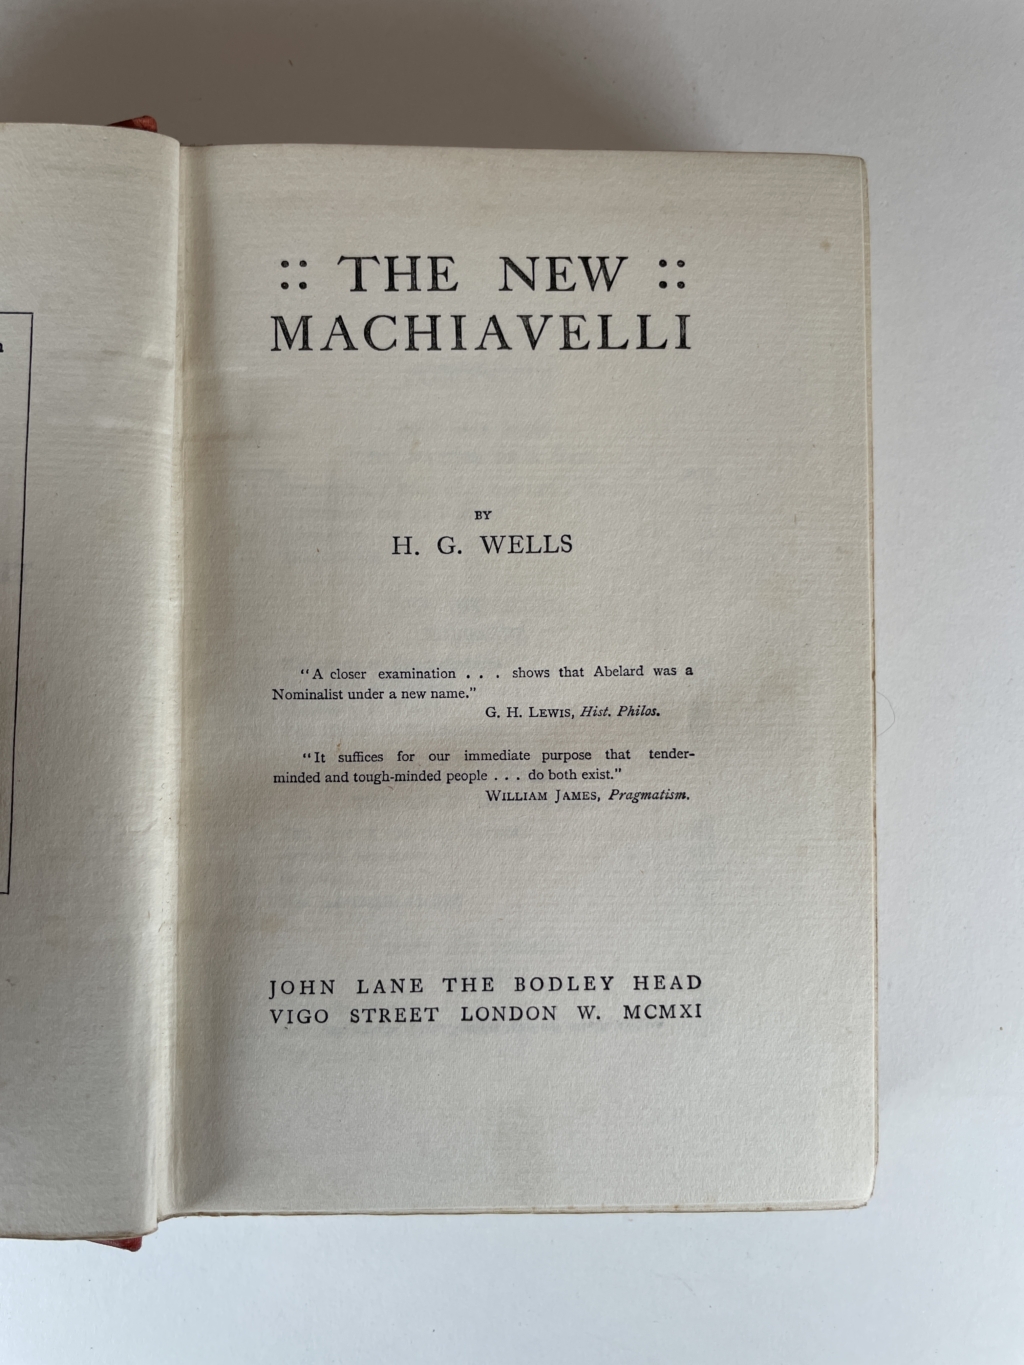 :: THE NEW ::
MACHIAVELLI
BY
H. G. WELLS
"A closer examination . . . shows that Abelard was a
Nominalist under a new name."
G. H. LEWIS, Hist. Philos.
"It suffices for our immediate purpose that tender-
minded and tough-minded people . . . do both exist."
WILLIAM JAMES, Pragmatism.
JOHN LANE THE BODLEY HEAD
VIGO STREET LONDON W. MCMXI